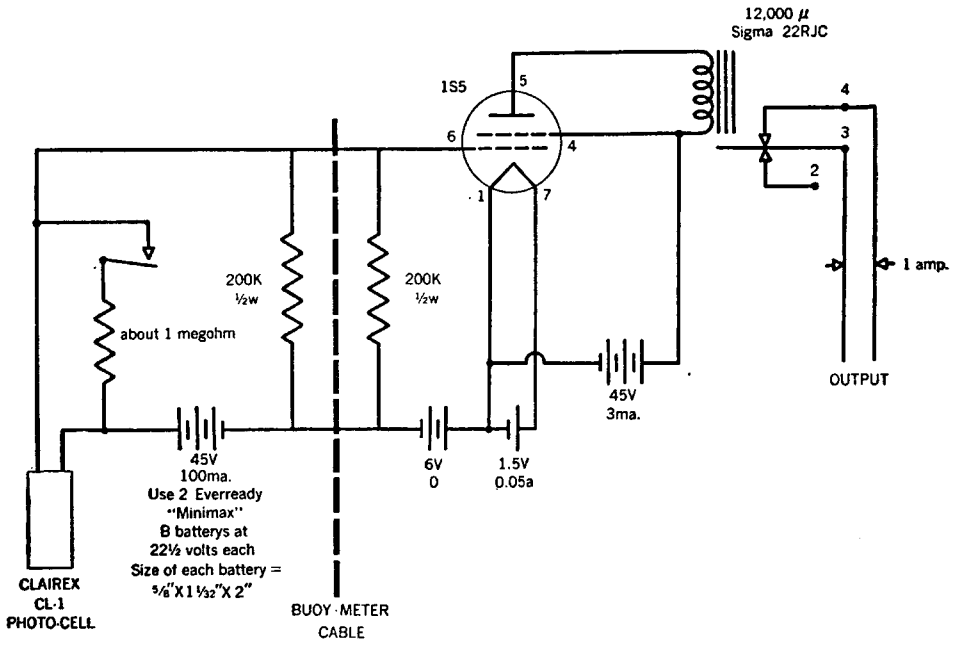 12,000 μ
Sigma 22RJC
1S5
5
6
4
1
7
4
3
2
1 amp.
OUTPUT
200K
½w
200K
½w
about 1 megohm
45V
3ma.
45V
100ma.
Use 2 Everready
"Minimax"
B batterys at
22½ volts each
Size of each battery =
⅝"X1 1/32"X2"
6V
0
1.5V
0.05a
CLAIREX
CL-1
PHOTO-CELL
BUOY-METER
CABLE